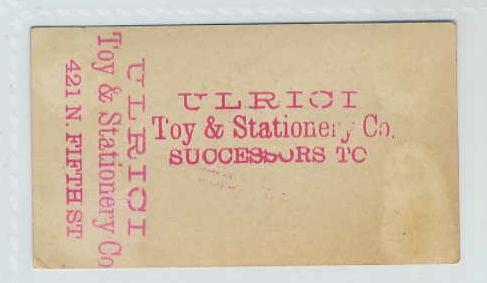 ULRICI
Toy & Stationery Co.
SUCCESSORS TO
ULRICI
Toy & Stationery Co
421 N. FIFTH ST